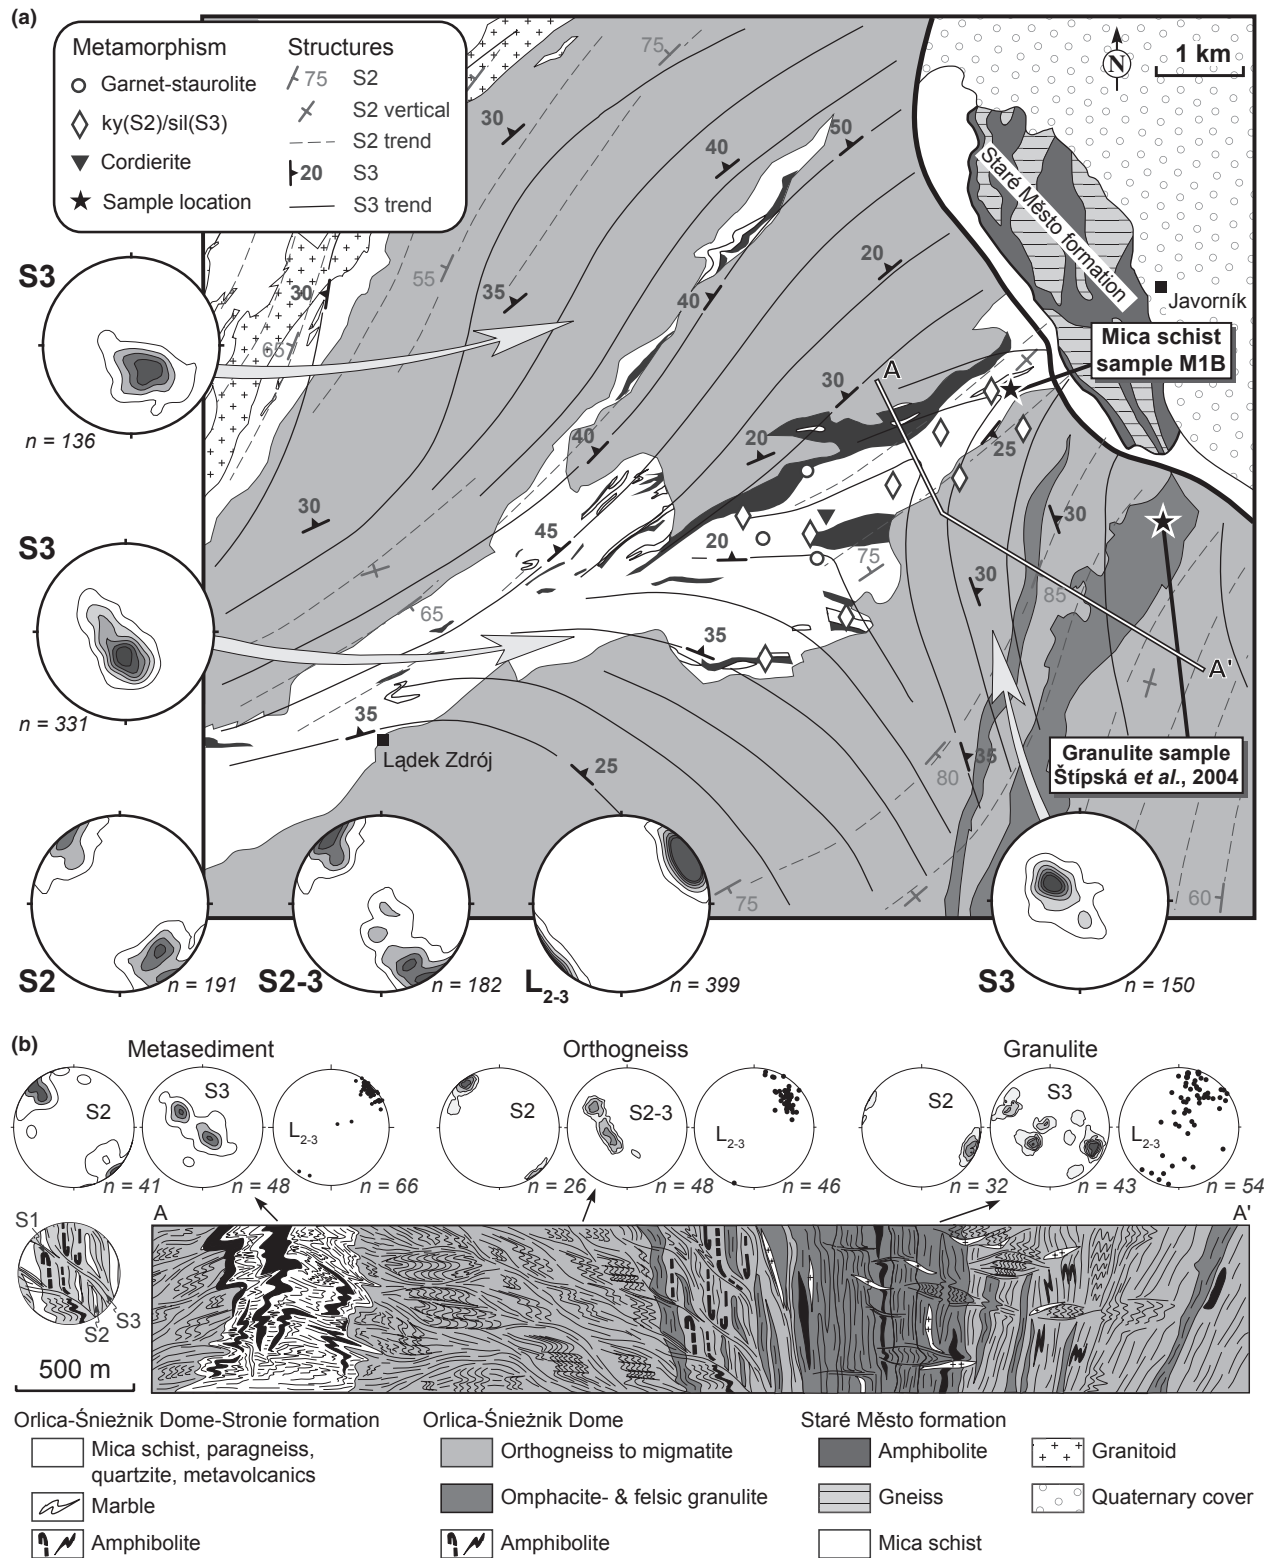 (a)
Metamorphism
Garnet-staurolite
ky(S2)/sil(S3)
Cordierite
Sample location
Structures
75 S2
S2 vertical
S2 trend
20 S3
S3 trend
75
N
1 km
30
40
50
Staré Město formation
Javorník
Mica schist
sample M1B
S3
n = 136
55
30
35
65
20
40
30
A
20
40
25
30
30
45
20
75
30
85
S3
n = 331
65
35
35
A'
Lądek Zdrój
25
80
35
Granulite sample
Štípská et al., 2004
75
60
S2
n = 191
S2-3
n = 182
L2-3
n = 399
S3
n = 150
(b)
Metasediment
Orthogneiss
Granulite
S2
n = 41
S3
n = 48
L2-3
n = 66
S2
n = 26
S2-3
n = 48
L2-3
n = 46
S2
n = 32
S3
n = 43
L2-3
n = 54
A
A'
S1
S2
S3
500 m
Orlica-Śnieżnik Dome-Stronie formation
Mica schist, paragneiss,
quartzite, metavolcanics
Marble
Amphibolite
Orlica-Śnieżnik Dome
Orthogneiss to migmatite
Omphacite- & felsic granulite
Amphibolite
Staré Město formation
Amphibolite
Gneiss
Mica schist
Granitoid
Quaternary cover